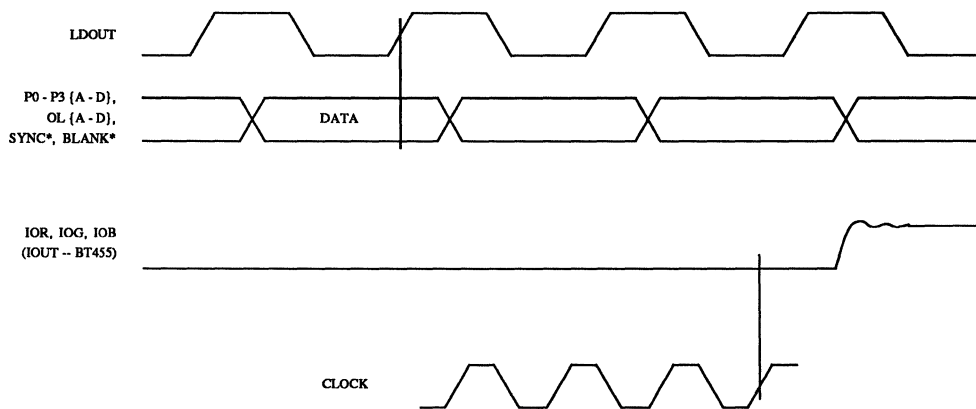 LDOUT
P0 - P3 {A - D},
OL {A - D},
SYNC*, BLANK*
DATA
IOR, IOG, IOB
(IOUT -- BT455)
CLOCK